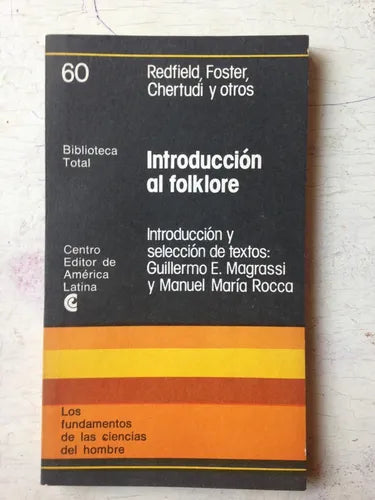 60
Redfield, Foster,
Chertudi y otros
Biblioteca
Total
Introducción
al folklore
Centro
Editor de
América
Latina
Introducción y
selección de textos:
Guillermo E. Magrassi
y Manuel María Rocca
Los
fundamentos
de las ciencias
del hombre